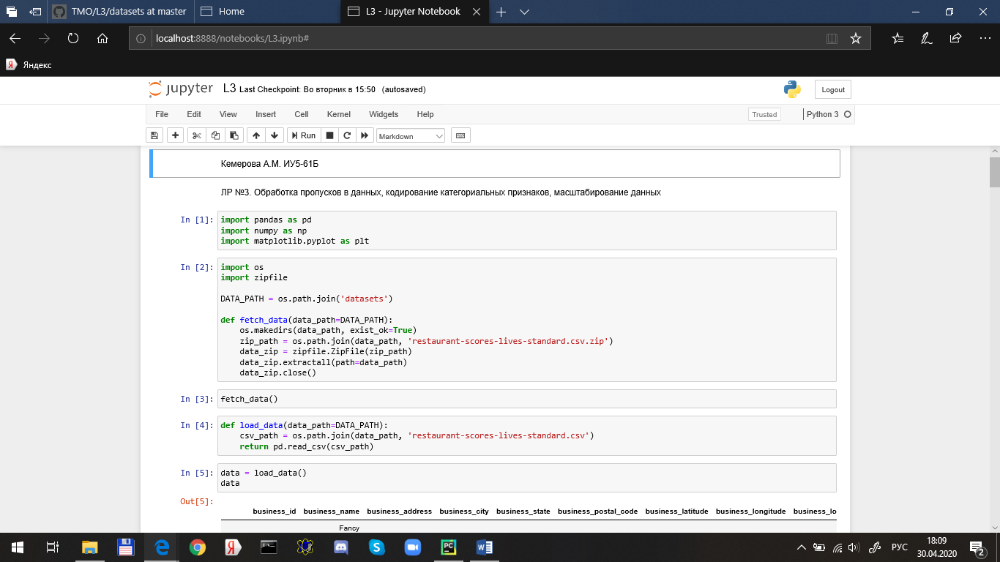 TMO/L3/datasets at master
Home
L3 - Jupyter Notebook
localhost:8888/notebooks/L3.ipynb#
Яндекс
jupyter L3 Last Checkpoint: Во вторник в 15:50 (autosaved)
Logout
File Edit View Insert Cell Kernel Widgets Help
Trusted
Python 3
Run
Markdown
Кемерова А.М. ИУ5-61Б
ЛР №3. Обработка пропусков в данных, кодирование категориальных признаков, масштабирование данных
In [1]: import pandas as pd
import numpy as np
import matplotlib.pyplot as plt
In [2]: import os
import zipfile
DATA_PATH = os.path.join('datasets')
def fetch_data(data_path=DATA_PATH):
os.makedirs(data_path, exist_ok=True)
zip_path = os.path.join(data_path, 'restaurant-scores-lives-standard.csv.zip')
data_zip = zipfile.ZipFile(zip_path)
data_zip.extractall(path=data_path)
data_zip.close()
In [3]: fetch_data()
In [4]: def load_data(data_path=DATA_PATH):
csv_path = os.path.join(data_path, 'restaurant-scores-lives-standard.csv')
return pd.read_csv(csv_path)
In [5]: data = load_data()
data
Out[5]:
business_id business_name business_address business_city business_state business_postal_code business_latitude business_longitude business_lo
Fancy
РУС
18:09
30.04.2020
2